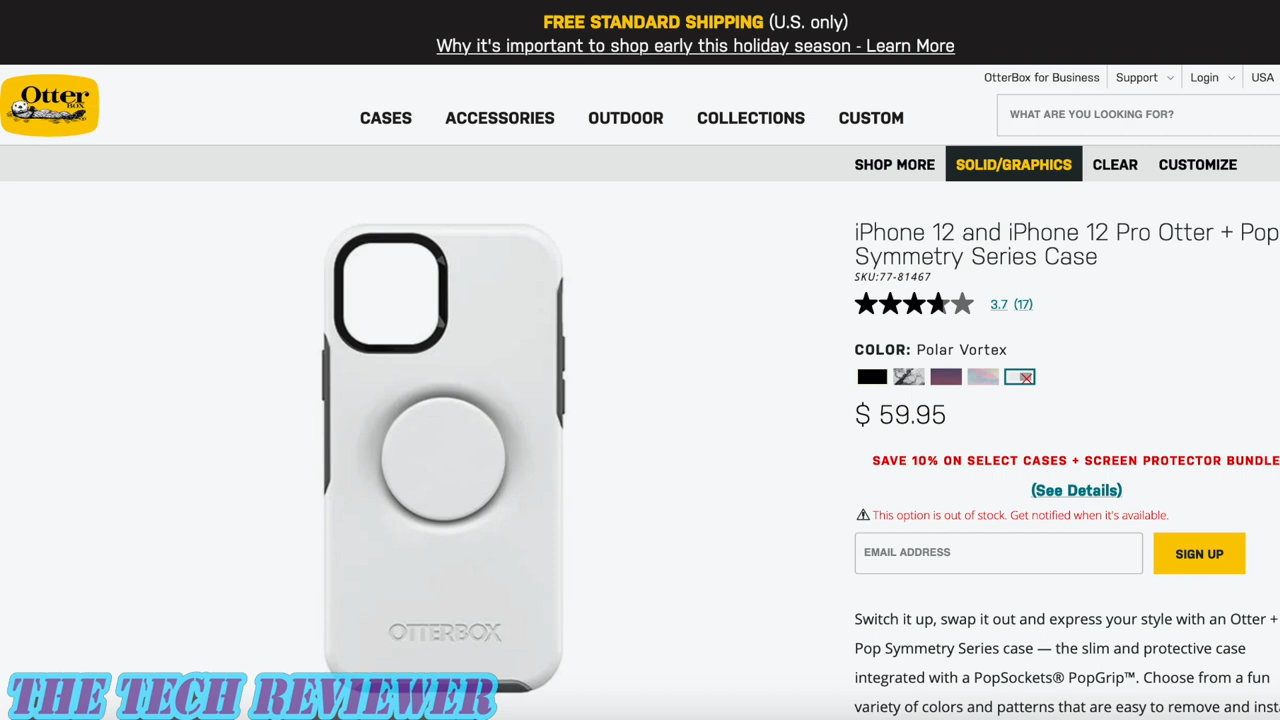 FREE STANDARD SHIPPING (U.S. only)
Why it's important to shop early this holiday season - Learn More
OtterBox for Business Support Login USA
Otter
BOX
CASES ACCESSORIES OUTDOOR COLLECTIONS CUSTOM
WHAT ARE YOU LOOKING FOR?
SHOP MORE SOLID/GRAPHICS CLEAR CUSTOMIZE
iPhone 12 and iPhone 12 Pro Otter + Pop
Symmetry Series Case
SKU:77-81467
3.7 (17)
COLOR: Polar Vortex
$ 59.95
SAVE 10% ON SELECT CASES + SCREEN PROTECTOR BUNDLE
(See Details)
This option is out of stock. Get notified when it's available.
EMAIL ADDRESS SIGN UP
Switch it up, swap it out and express your style with an Otter +
Pop Symmetry Series case — the slim and protective case
integrated with a PopSockets® PopGrip™. Choose from a fun
variety of colors and patterns that are easy to remove and insta
OTTERBOX
THE TECH REVIEWER